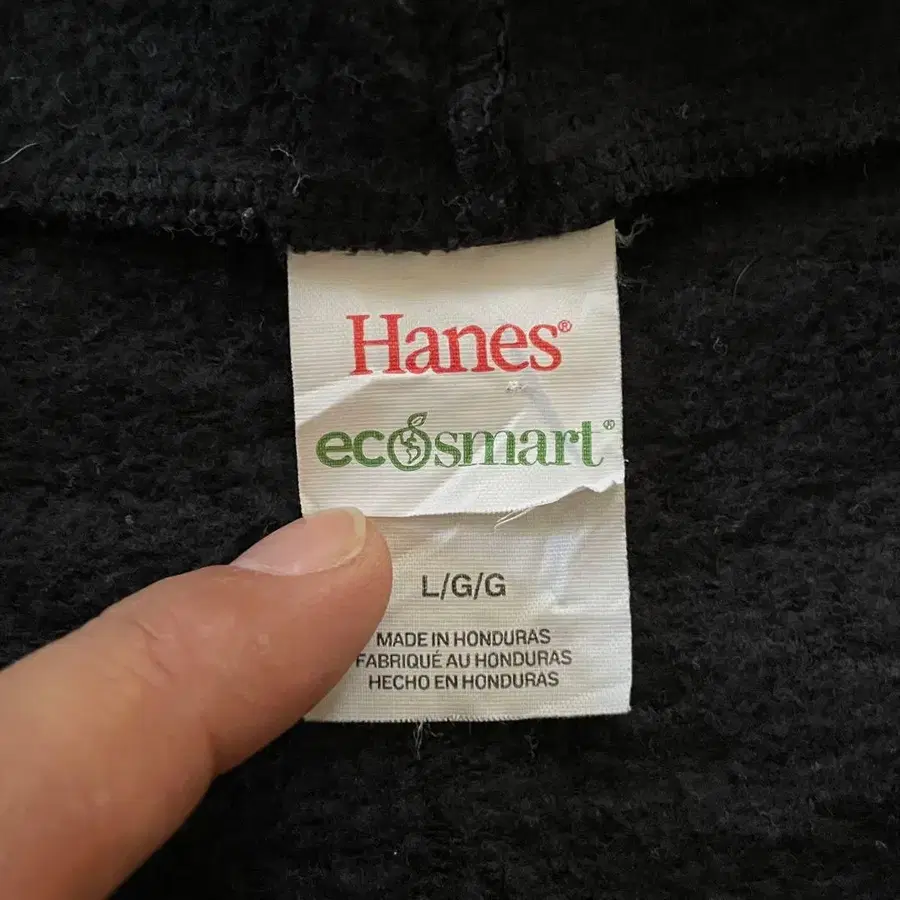 Hanes®
ecosmart®
L/G/G
MADE IN HONDURAS
FABRIQUÉ AU HONDURAS
HECHO EN HONDURAS